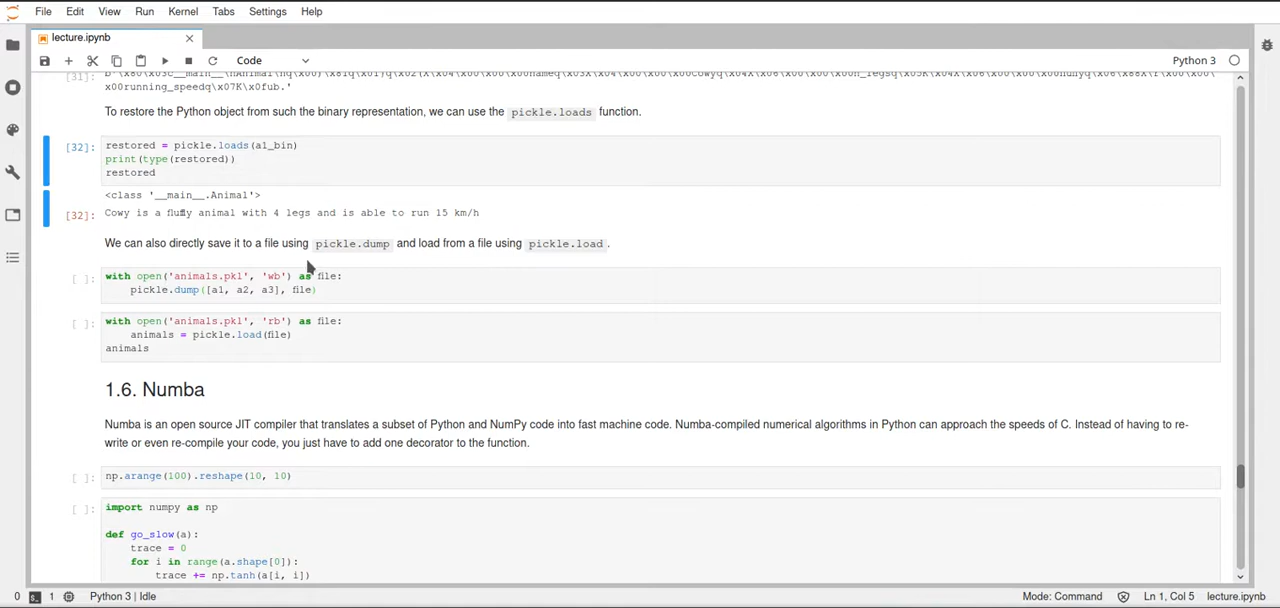 File Edit View Run Kernel Tabs Settings Help
lecture.ipynb
Code
Python 3
[31]:
x00running_speedq\x07K\x0fub.'
To restore the Python object from such the binary representation, we can use the pickle.loads function.
[32]: restored = pickle.loads(a1_bin)
print(type(restored))
restored
<class '__main__.Animal'>
[32]: Cowy is a fluffy animal with 4 legs and is able to run 15 km/h
We can also directly save it to a file using pickle.dump and load from a file using pickle.load.
[ ]: with open('animals.pkl', 'wb') as file:
pickle.dump([a1, a2, a3], file)
[ ]: with open('animals.pkl', 'rb') as file:
animals = pickle.load(file)
animals
1.6. Numba
Numba is an open source JIT compiler that translates a subset of Python and NumPy code into fast machine code. Numba-compiled numerical algorithms in Python can approach the speeds of C. Instead of having to re-
write or even re-compile your code, you just have to add one decorator to the function.
[ ]: np.arange(100).reshape(10, 10)
[ ]: import numpy as np
def go_slow(a):
trace = 0
for i in range(a.shape[0]):
trace += np.tanh(a[i, i])
0 1 Python 3 | Idle Mode: Command Ln 1, Col 5 lecture.ipynb